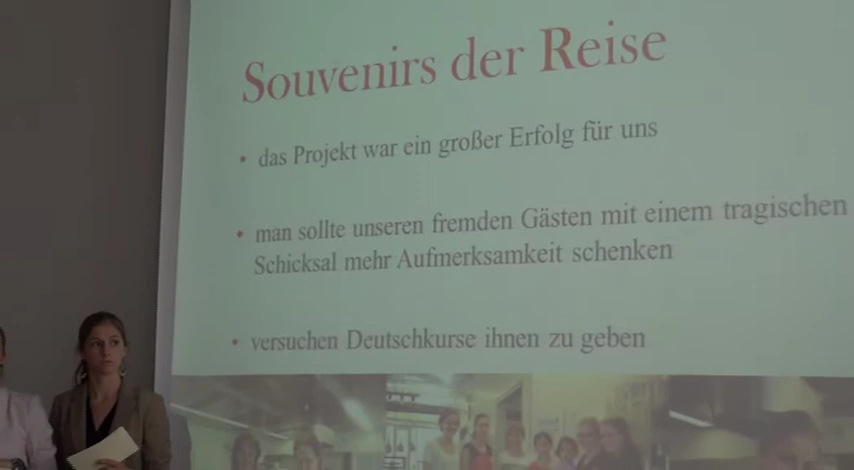 Souvenirs der Reise
• das Projekt war ein großer Erfolg für uns
• man sollte unseren fremden Gästen mit einem tragischen
Schicksal mehr Aufmerksamkeit schenken
• versuchen Deutschkurse ihnen zu geben